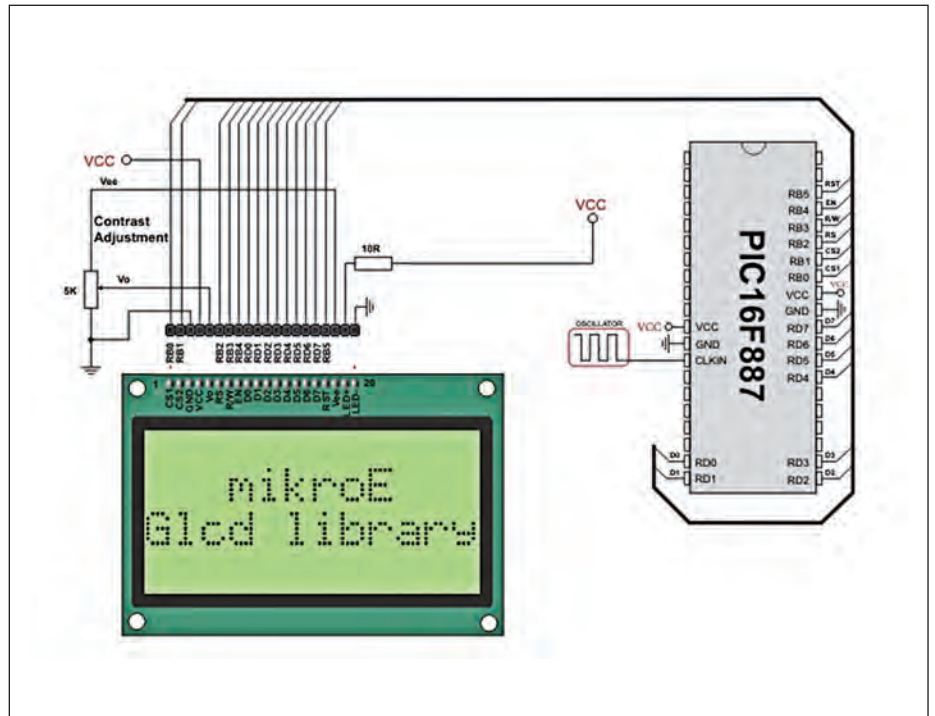 VCC
Vee
Contrast
Adjustment
5K
Vo
10R
VCC
RB0
RB1
RB2
RB3
RB4
RD0
RD1
RD2
RD3
RD4
RD5
RD6
RD7
RB5
1
20
CS1
CS2
GND
VCC
Vo
RS
R/W
EN
D0
D1
D2
D3
D4
D5
D6
D7
RST
Vee
LED+
LED-
mikroE
Glcd library
OSCILLATOR
VCC
VCC
GND
CLKIN
D0
RD0
D1
RD1
PIC16F887
RB5 RST
RB4 EN
RB3 R/W
RB2 RS
RB1 CS2
RB0 CS1
VCC VCC
GND
RD7 D7
RD6 D6
RD5 D5
RD4 D4
RD3 D3
RD2 D2